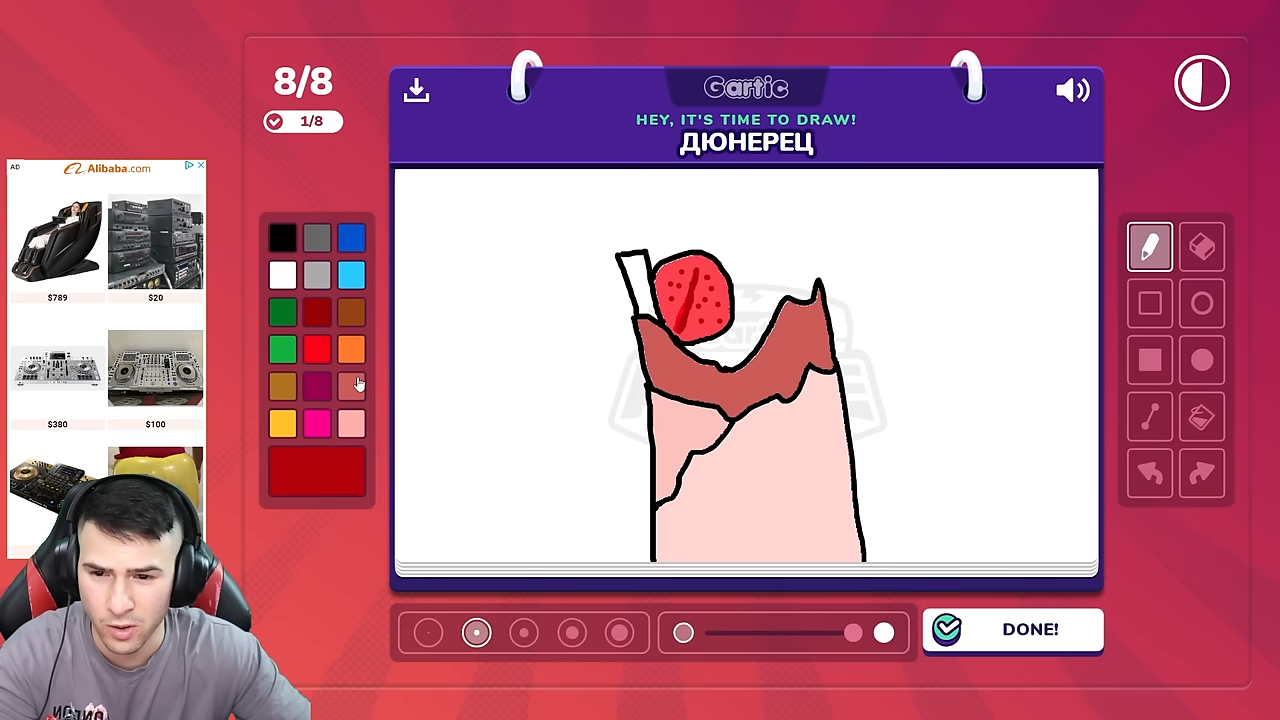 8/8
1/8
Gartic
HEY, IT'S TIME TO DRAW!
ДЮНЕРЕЦ
AD
Alibaba.com
$789
$20
$380
$100
DONE!